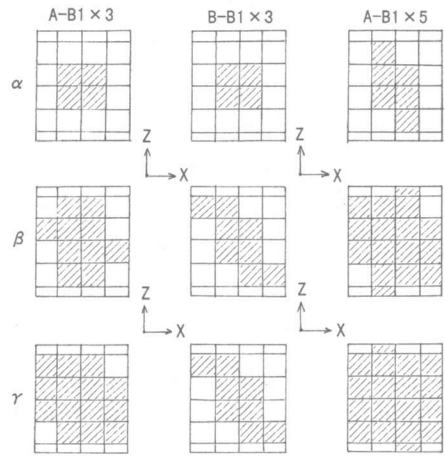 A-B1×3 B-B1×3 A-B1×5
α
Z Z
X X
β
Z Z
X X
γ